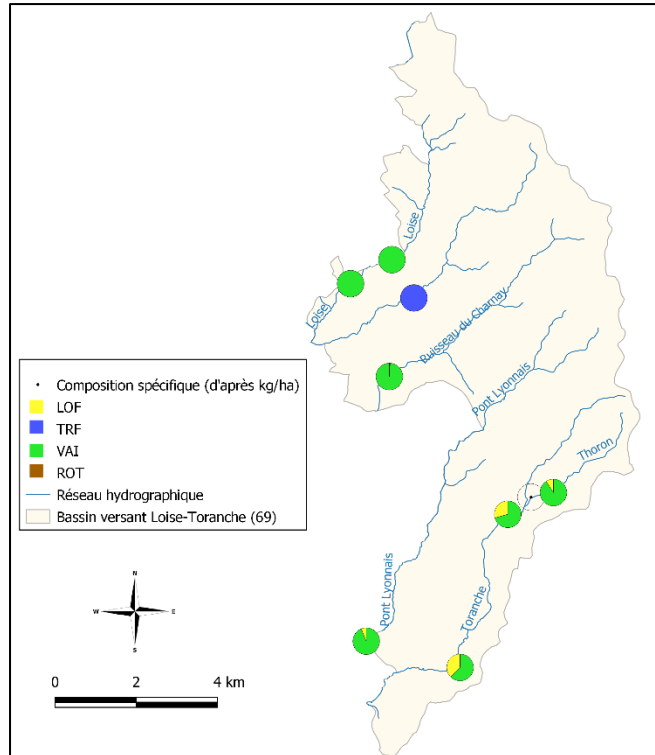 Loise
Loise
Ruisseau du Charnay
Pont Lyonnais
Thoron
Composition spécifique (d'après kg/ha)
LOF
TRF
VAI
ROT
Réseau hydrographique
Bassin versant Loise-Toranche (69)
Pont Lyonnais
Toranche
N
W E
S
0 2 4 km